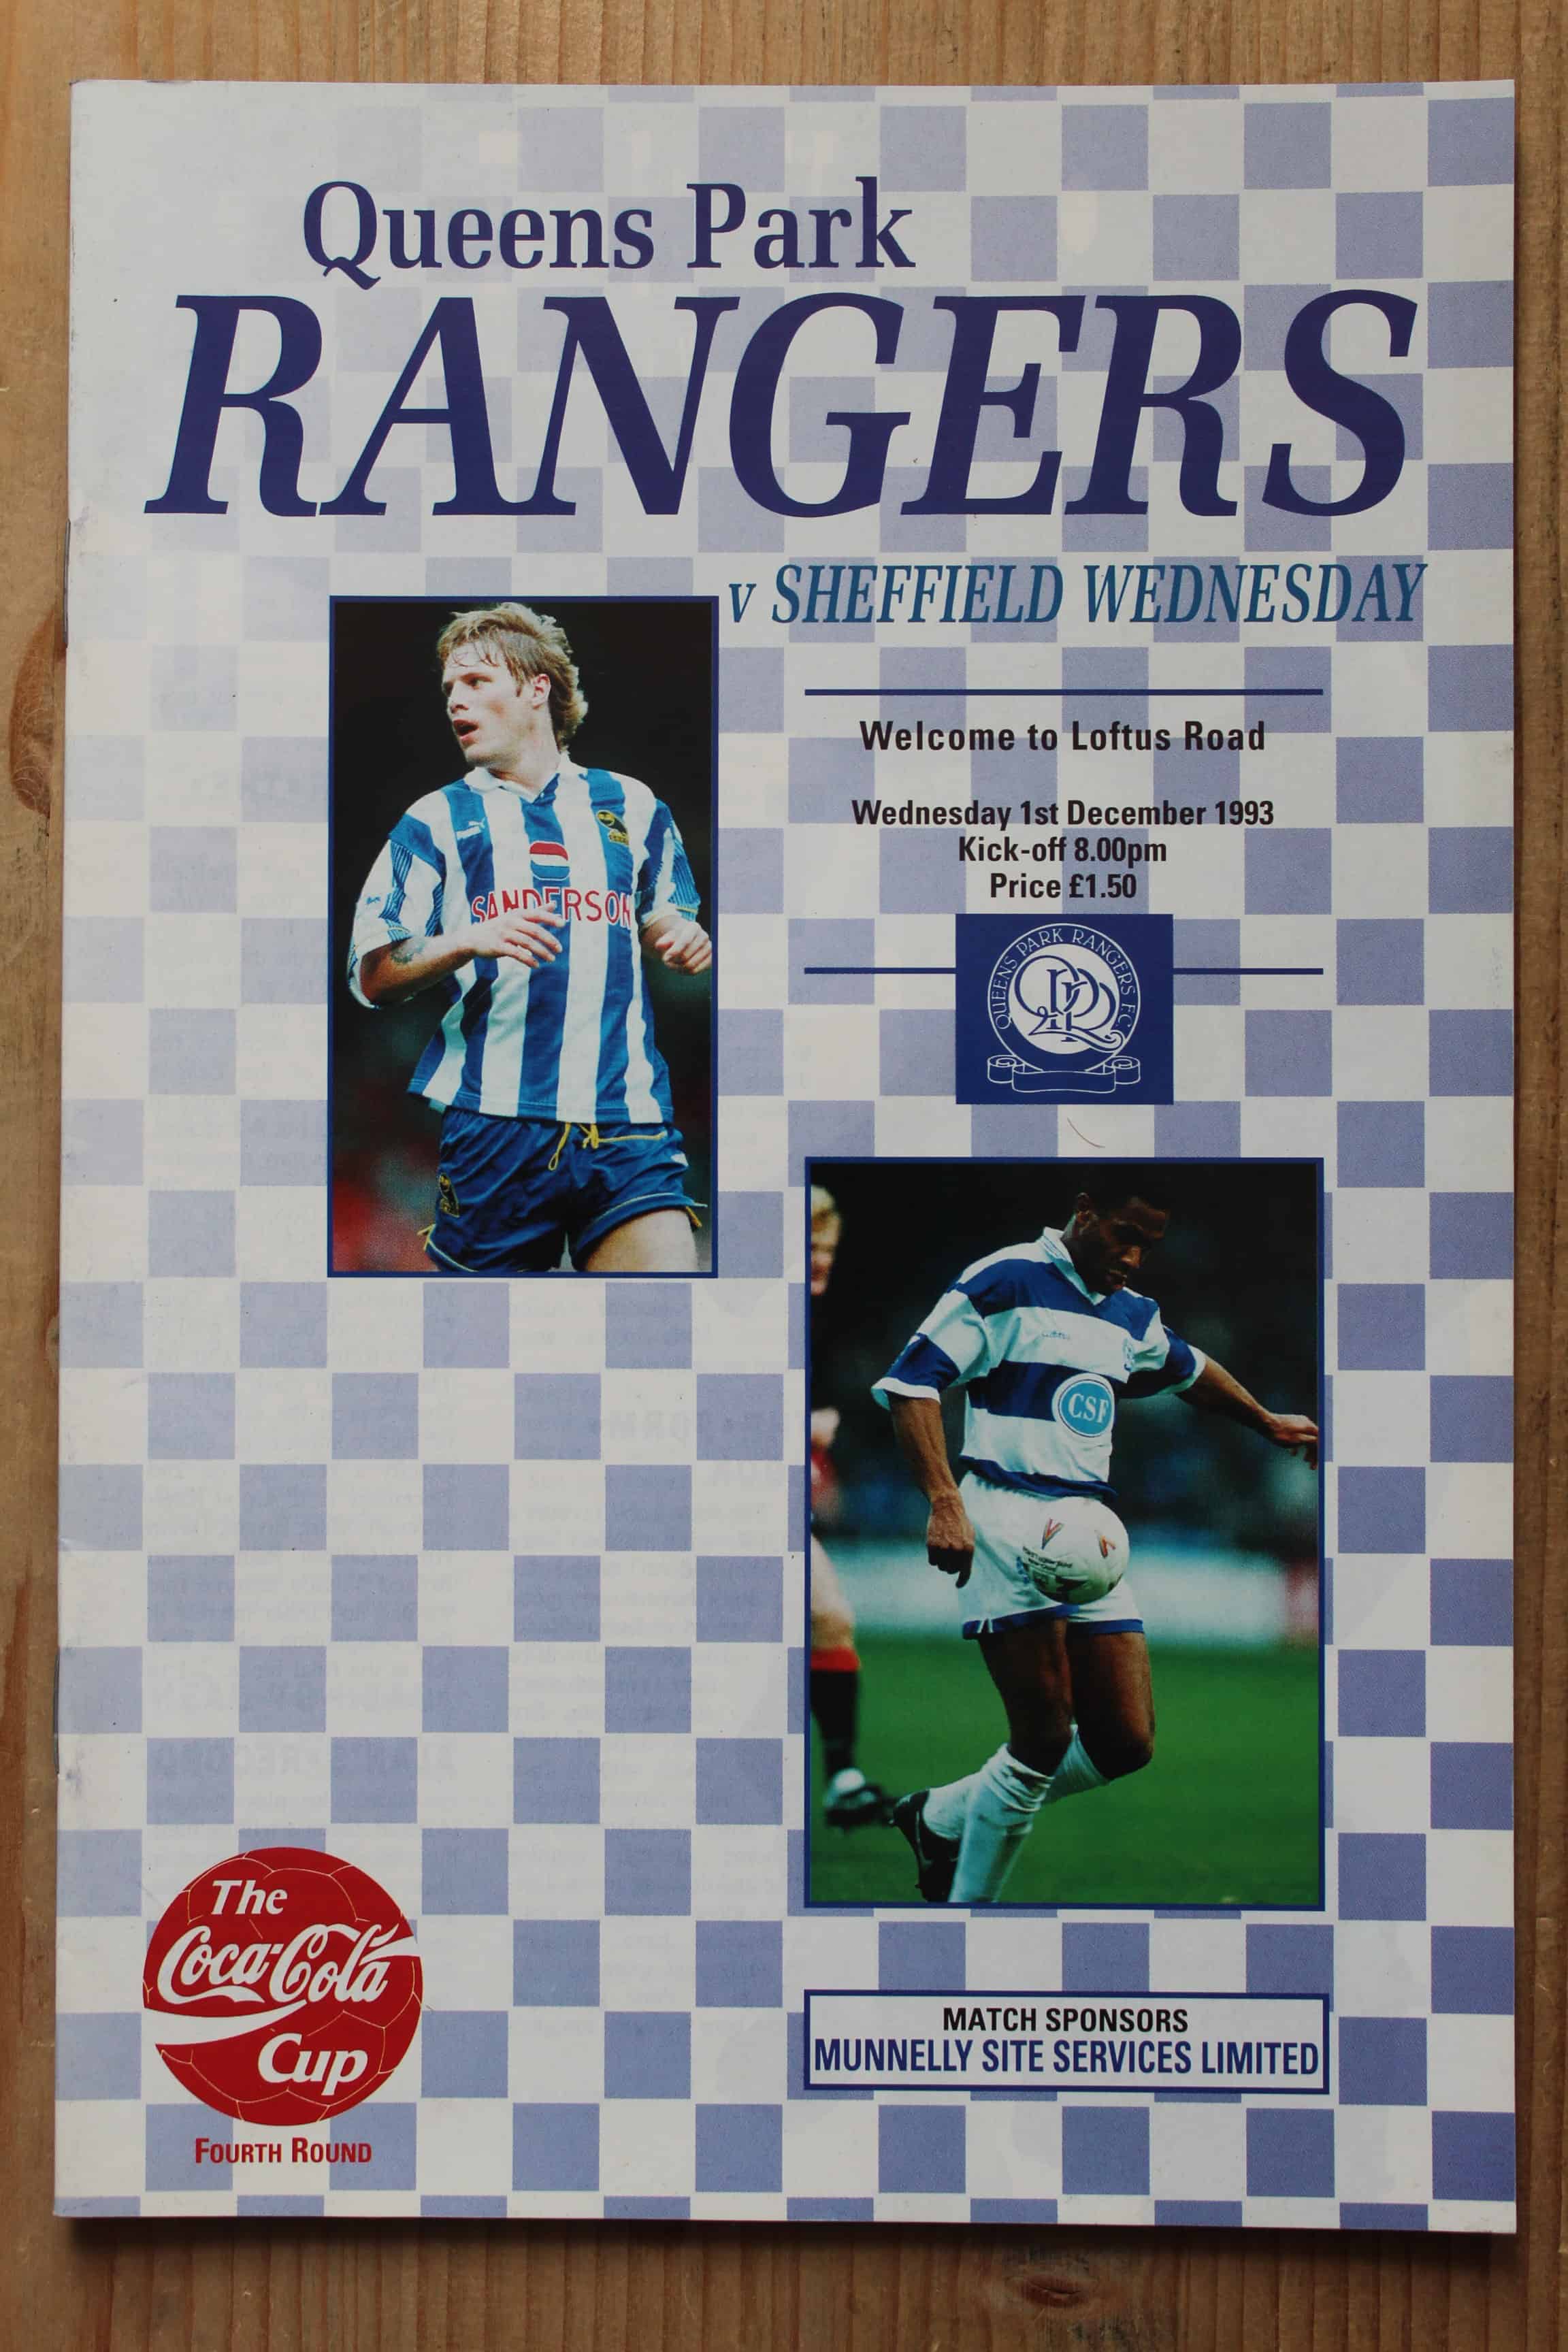 Queens Park
RANGERS
v SHEFFIELD WEDNESDAY
Welcome to Loftus Road
Wednesday 1st December 1993
Kick-off 8.00pm
Price £1.50
QUEENS PARK RANGERS F.C.
QPR
SANDERSON
CSF
The
Coca-Cola
Cup
FOURTH ROUND
MATCH SPONSORS
MUNNELLY SITE SERVICES LIMITED